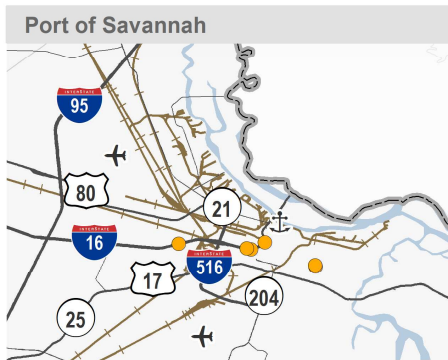 Port of Savannah
INTERSTATE
95
80
21
INTERSTATE
16
INTERSTATE
516
17
204
25